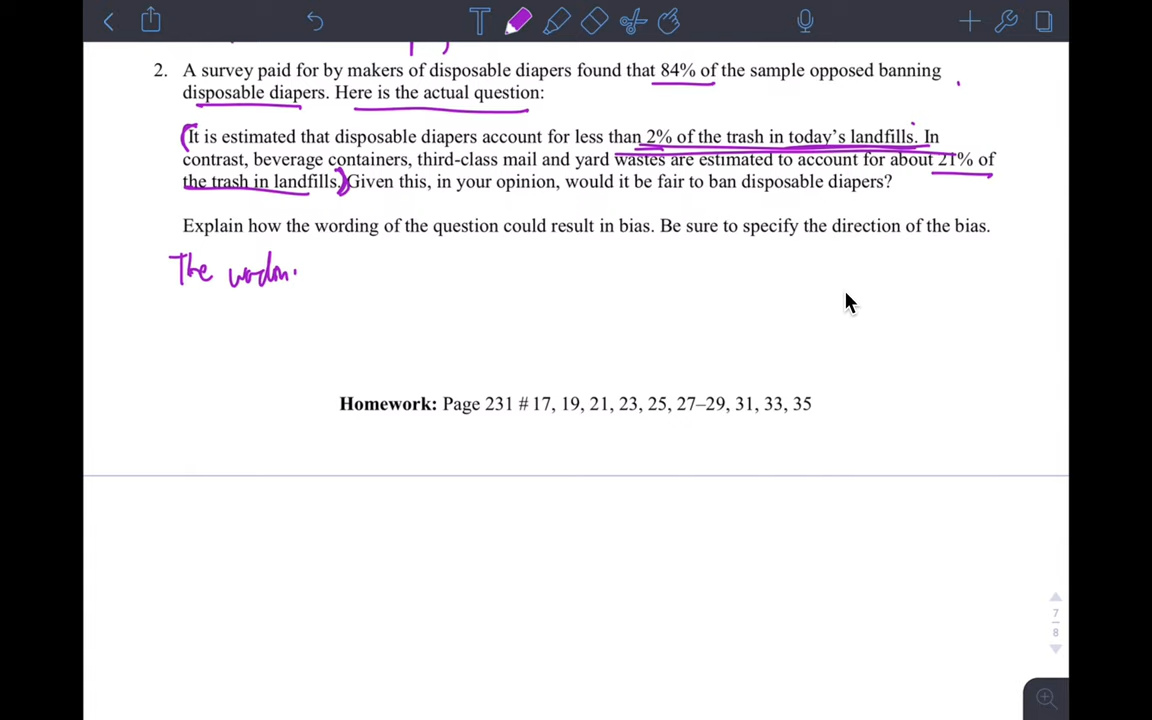 2. A survey paid for by makers of disposable diapers found that 84% of the sample opposed banning
disposable diapers. Here is the actual question:
It is estimated that disposable diapers account for less than 2% of the trash in today's landfills. In
contrast, beverage containers, third-class mail and yard wastes are estimated to account for about 21% of
the trash in landfills. Given this, in your opinion, would it be fair to ban disposable diapers?
Explain how the wording of the question could result in bias. Be sure to specify the direction of the bias.
The
Homework: Page 231 # 17, 19, 21, 23, 25, 27–29, 31, 33, 35
7
8